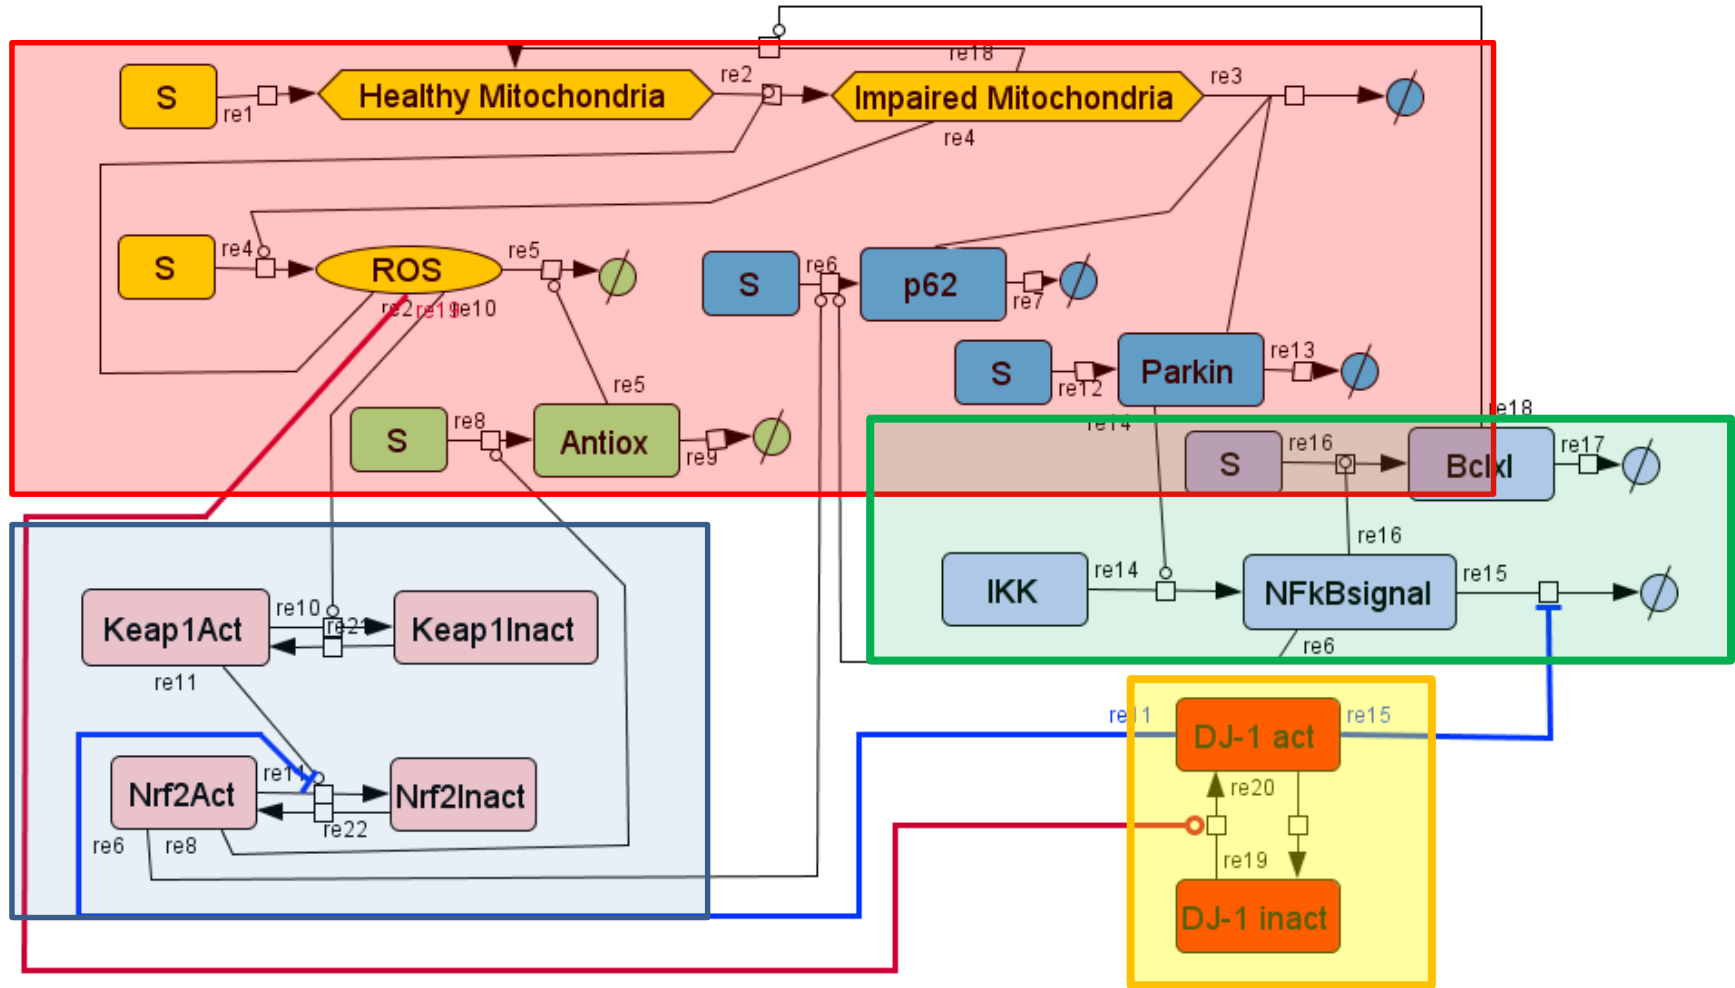 re18
S
re1
Healthy Mitochondria
re2
Impaired Mitochondria
re3
re4
S
re4
ROS
re5
re2
re19
re10
S
re6
p62
re7
S
re12
Parkin
re13
re5
S
re8
Antiox
re9
re14
re18
S
re16
Bclxl
re17
re16
IKK
re14
NFkBsignal
re15
re6
Keap1Act
re10
re21
Keap1Inact
re11
re11
DJ-1 act
re15
Nrf2Act
re11
Nrf2Inact
re22
re6
re8
re20
re19
DJ-1 inact